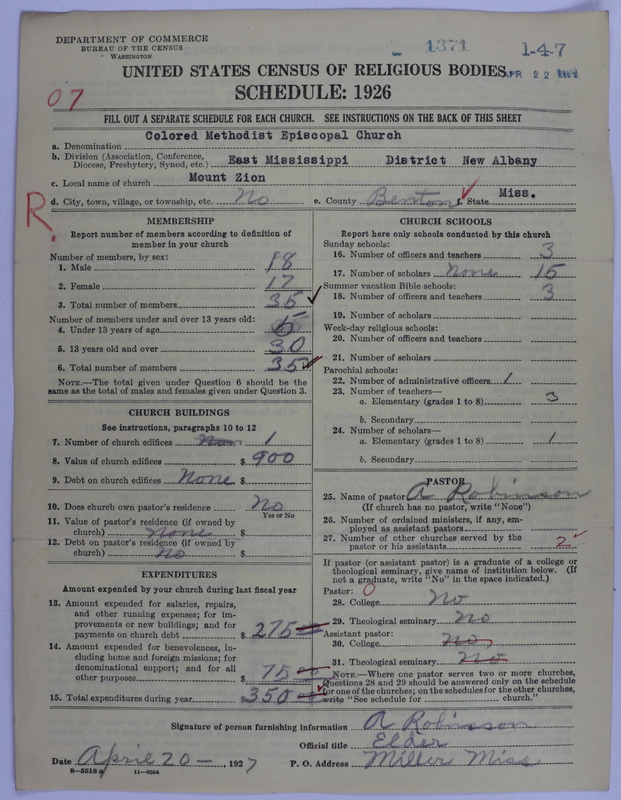 DEPARTMENT OF COMMERCE
BUREAU OF THE CENSUS
WASHINGTON
1371
1-4-7
APR 22
UNITED STATES CENSUS OF RELIGIOUS BODIES
SCHEDULE: 1926
07
FILL OUT A SEPARATE SCHEDULE FOR EACH CHURCH. SEE INSTRUCTIONS ON THE BACK OF THIS SHEET
a. Denomination Colored Methodist Episcopal Church
b. Division (Association, Conference, Diocese, Presbytery, Synod, etc.) East Mississippi District New Albany
c. Local name of church Mount Zion
d. City, town, village, or township, etc. No e. County Benton f. State Miss.
R.
MEMBERSHIP
Report number of members according to definition of
member in your church
Number of members, by sex:
1. Male 18
2. Female 17
3. Total number of members 35
Number of members under and over 13 years old:
4. Under 13 years of age 5
5. 13 years old and over 30
6. Total number of members 35
NOTE.—The total given under Question 6 should be the
same as the total of males and females given under Question 3.
CHURCH BUILDINGS
See instructions, paragraphs 10 to 12
7. Number of church edifices 1
8. Value of church edifices $ 900
9. Debt on church edifices None $
10. Does church own pastor's residence No
Yes or No
11. Value of pastor's residence (if owned by
church) None $
12. Debt on pastor's residence (if owned by
church) No $
EXPENDITURES
Amount expended by your church during last fiscal year
13. Amount expended for salaries, repairs,
and other running expenses; for im-
provements or new buildings; and for
payments on church debt $ 275
14. Amount expended for benevolences, in-
cluding home and foreign missions; for
denominational support; and for all
other purposes $ 75
15. Total expenditures during year $ 350
CHURCH SCHOOLS
Report here only schools conducted by this church
Sunday schools:
16. Number of officers and teachers 3
17. Number of scholars None 15
Summer vacation Bible schools:
18. Number of officers and teachers 3
19. Number of scholars
Week-day religious schools:
20. Number of officers and teachers
21. Number of scholars
Parochial schools:
22. Number of administrative officers 1
23. Number of teachers—
a. Elementary (grades 1 to 8) 3
b. Secondary
24. Number of scholars—
a. Elementary (grades 1 to 8) 1
b. Secondary
PASTOR
25. Name of pastor A Robinson
(If church has no pastor, write "None")
26. Number of ordained ministers, if any, em-
ployed as assistant pastors
27. Number of other churches served by the
pastor or his assistants 2
If pastor (or assistant pastor) is a graduate of a college or
theological seminary, give name of institution below. (If
not a graduate, write "No" in the space indicated.)
Pastor: 0
28. College No
29. Theological seminary No
Assistant pastor:
30. College No
31. Theological seminary No
NOTE.—Where one pastor serves two or more churches,
Questions 28 and 29 should be answered only on the schedule
for one of the churches; on the schedules for the other churches,
write "See schedule for church."
Signature of person furnishing information A Robinson
Official title Elder
Date April 20 - , 1927 P. O. Address Miller Miss
8—5518 a 11—9024